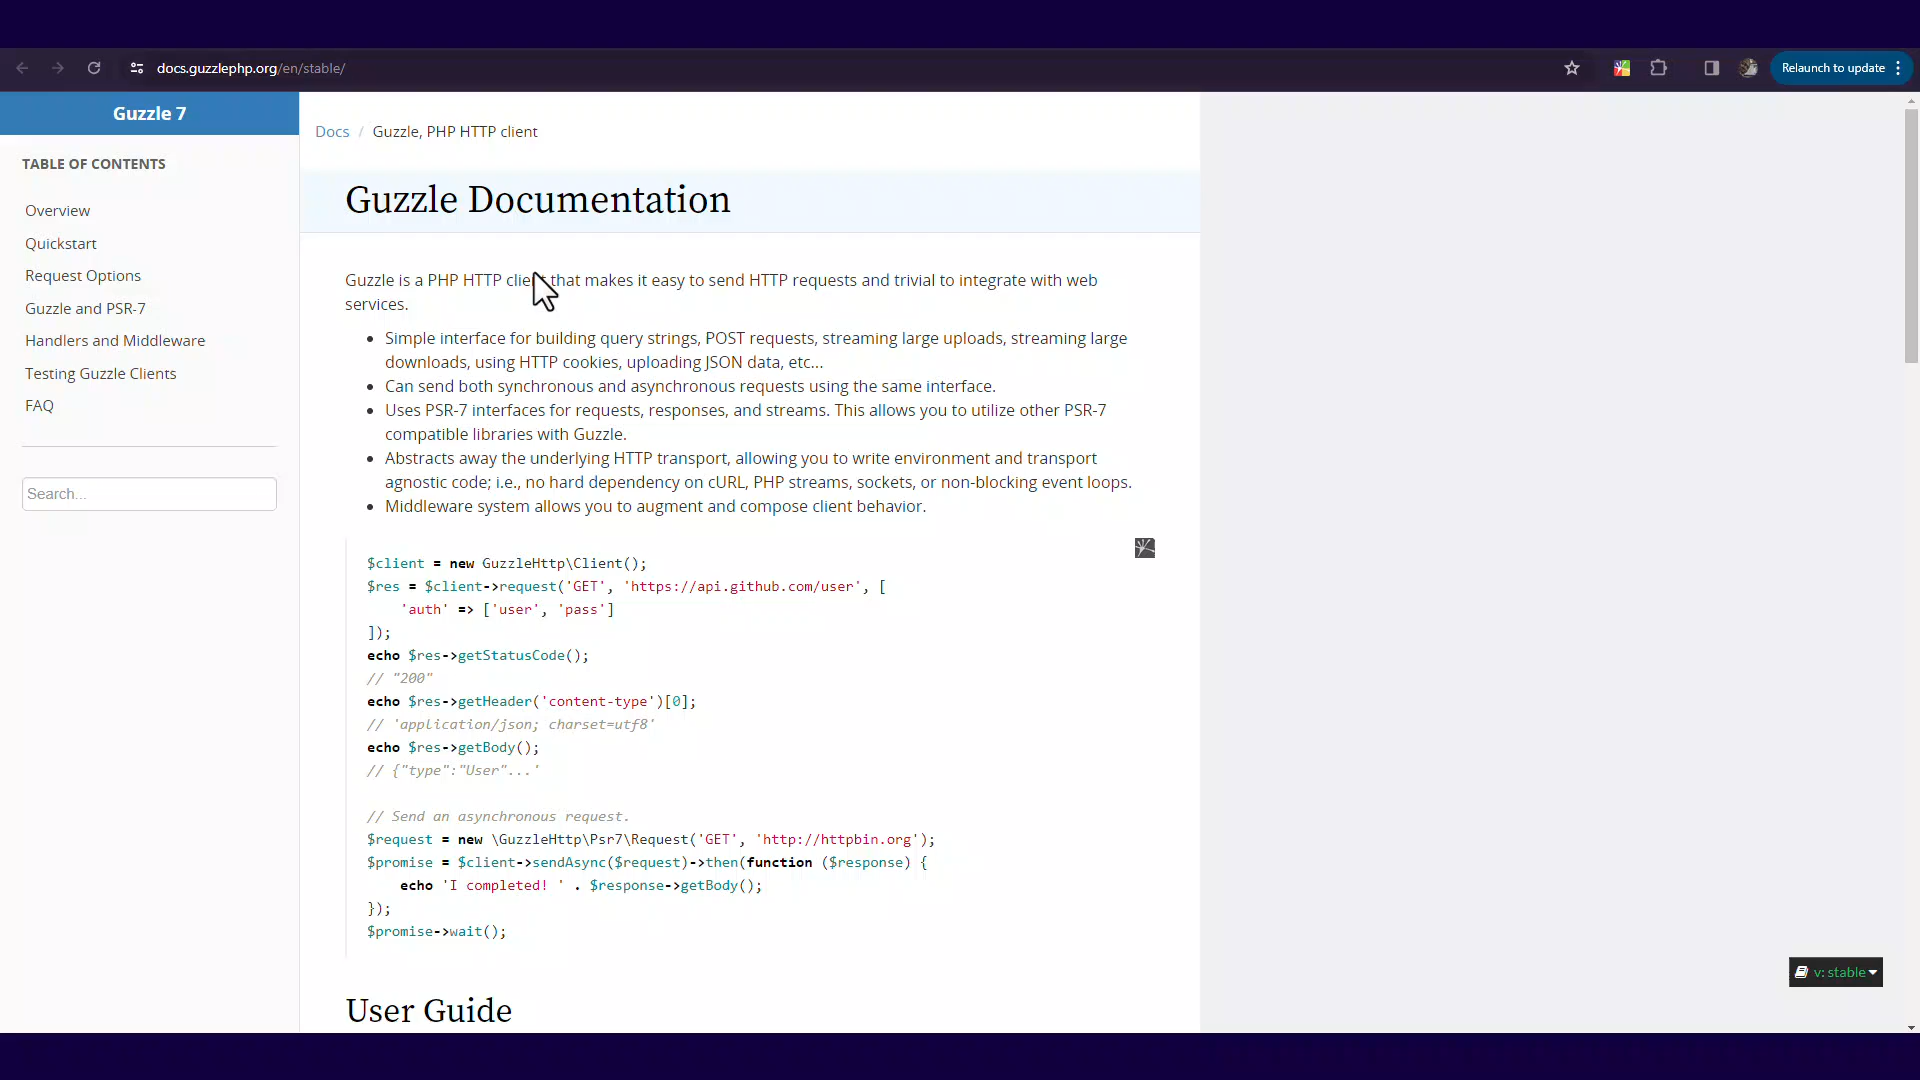 docs.guzzlephp.org/en/stable/
Relaunch to update
Guzzle 7
TABLE OF CONTENTS
Overview
Quickstart
Request Options
Guzzle and PSR-7
Handlers and Middleware
Testing Guzzle Clients
FAQ
Search...
Docs / Guzzle, PHP HTTP client
Guzzle Documentation
Guzzle is a PHP HTTP client that makes it easy to send HTTP requests and trivial to integrate with web
services.
• Simple interface for building query strings, POST requests, streaming large uploads, streaming large
downloads, using HTTP cookies, uploading JSON data, etc...
• Can send both synchronous and asynchronous requests using the same interface.
• Uses PSR-7 interfaces for requests, responses, and streams. This allows you to utilize other PSR-7
compatible libraries with Guzzle.
• Abstracts away the underlying HTTP transport, allowing you to write environment and transport
agnostic code; i.e., no hard dependency on cURL, PHP streams, sockets, or non-blocking event loops.
• Middleware system allows you to augment and compose client behavior.
$client = new GuzzleHttp\Client();
$res = $client->request('GET', 'https://api.github.com/user', [
    'auth' => ['user', 'pass']
]);
echo $res->getStatusCode();
// "200"
echo $res->getHeader('content-type')[0];
// 'application/json; charset=utf8'
echo $res->getBody();
// {"type":"User"...'
// Send an asynchronous request.
$request = new \GuzzleHttp\Psr7\Request('GET', 'http://httpbin.org');
$promise = $client->sendAsync($request)->then(function ($response) {
    echo 'I completed! ' . $response->getBody();
});
$promise->wait();
User Guide
v: stable